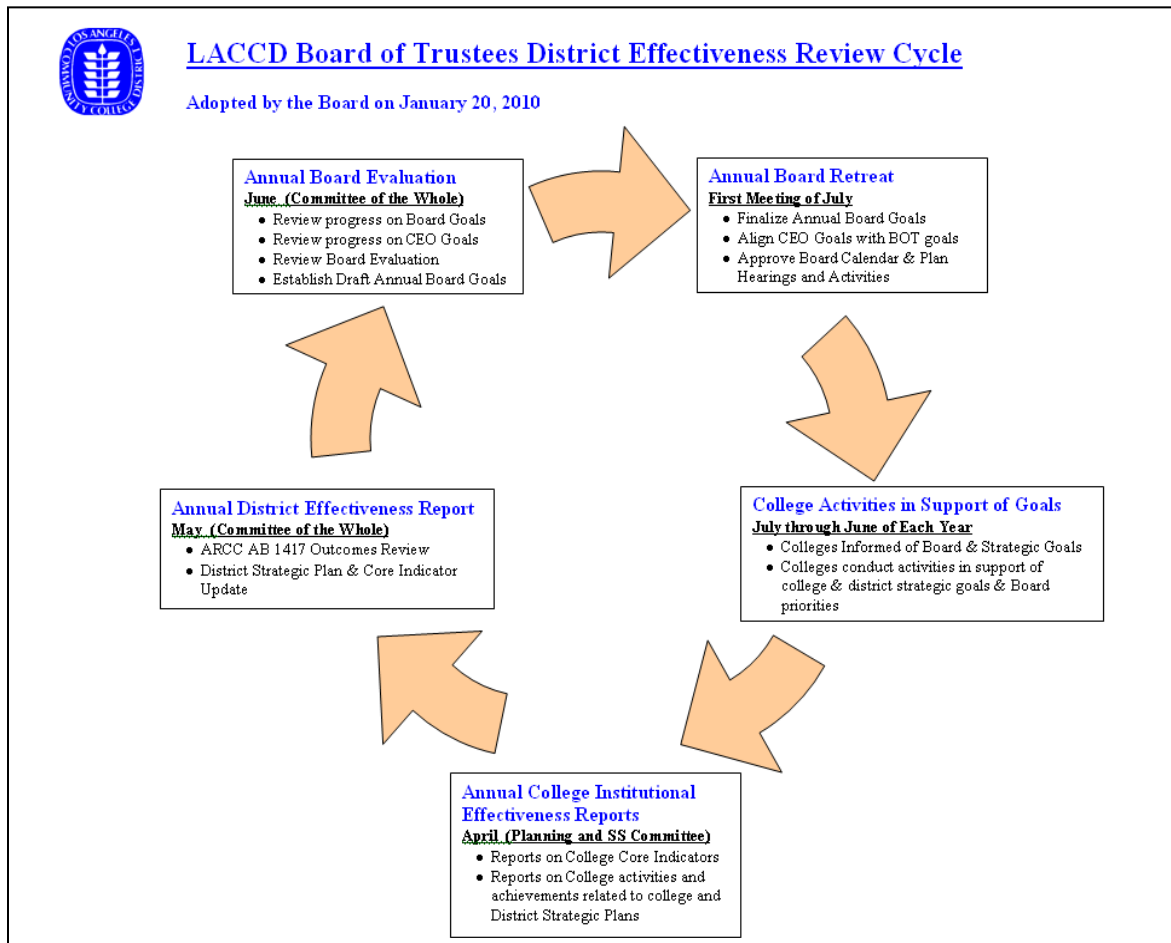 LOS ANGELES COMMUNITY COLLEGE DISTRICT
LACCD Board of Trustees District Effectiveness Review Cycle
Adopted by the Board on January 20, 2010
Annual Board Evaluation
June (Committee of the Whole)
● Review progress on Board Goals
● Review progress on CEO Goals
● Review Board Evaluation
● Establish Draft Annual Board Goals
Annual Board Retreat
First Meeting of July
● Finalize Annual Board Goals
● Align CEO Goals with BOT goals
● Approve Board Calendar & Plan
Hearings and Activities
College Activities in Support of Goals
July through June of Each Year
● Colleges Informed of Board & Strategic Goals
● Colleges conduct activities in support of
college & district strategic goals & Board
priorities
Annual College Institutional
Effectiveness Reports
April (Planning and SS Committee)
● Reports on College Core Indicators
● Reports on College activities and
achievements related to college and
District Strategic Plans
Annual District Effectiveness Report
May (Committee of the Whole)
● ARCC AB 1417 Outcomes Review
● District Strategic Plan & Core Indicator
Update